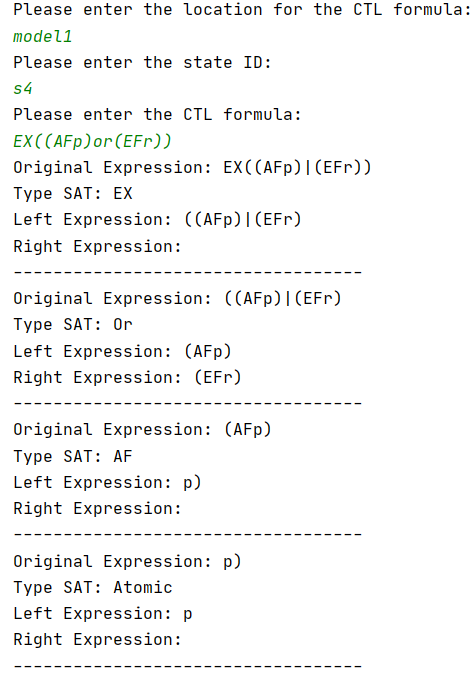 Please enter the location for the CTL formula:
model1
Please enter the state ID:
s4
Please enter the CTL formula:
EX((AFp)or(EFr))
Original Expression: EX((AFp)|(EFr))
Type SAT: EX
Left Expression: ((AFp)|(EFr)
Right Expression:
-----------------------------------
Original Expression: ((AFp)|(EFr)
Type SAT: Or
Left Expression: (AFp)
Right Expression: (EFr)
-----------------------------------
Original Expression: (AFp)
Type SAT: AF
Left Expression: p)
Right Expression:
-----------------------------------
Original Expression: p)
Type SAT: Atomic
Left Expression: p
Right Expression:
-----------------------------------